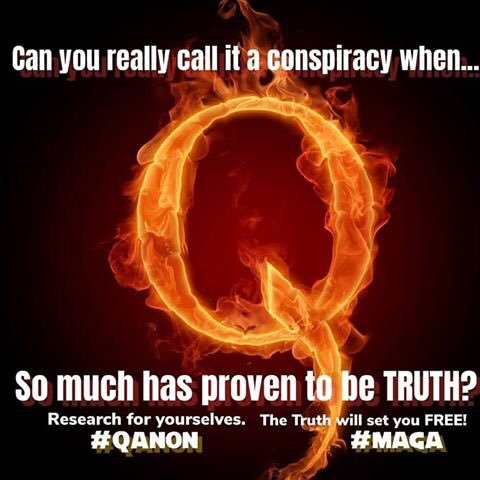 Can you really call it a conspiracy when...
Q
So much has proven to be TRUTH?
Research for yourselves. The Truth will set you FREE!
#QANON #MAGA